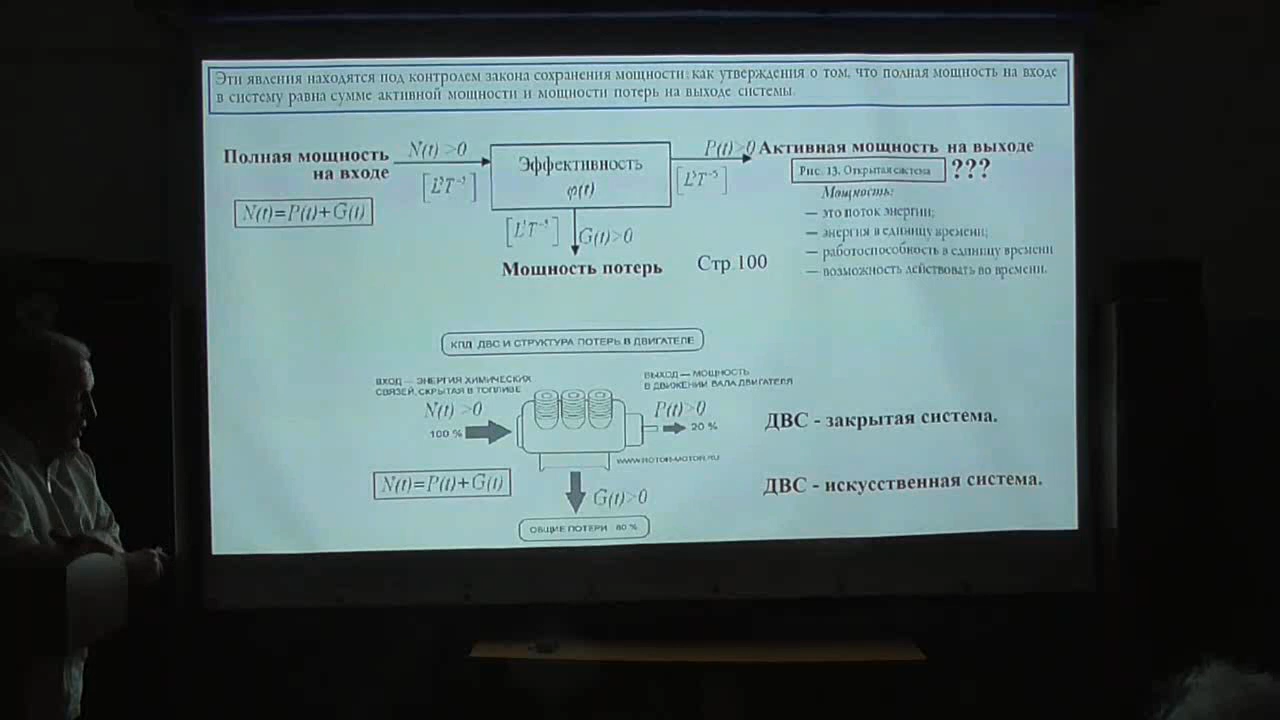 Эти явления находятся под контролем закона сохранения мощности: как утверждения о том, что полная мощность на входе
в систему равна сумме активной мощности и мощности потерь на выходе системы.
Полная мощность
на входе
N(t) >0
[L⁵T⁻⁵]
N(t)=P(t)+G(t)
Эффективность
φ(t)
P(t)>0
[L⁵T⁻⁵]
Активная мощность на выходе
Рис. 13. Открытая система
???
Мощность:
— это поток энергии;
— энергия в единицу времени;
— работоспособность в единицу времени
— возможность действовать во времени.
[L⁵T⁻⁵]
G(t)>0
Мощность потерь
Стр 100
КПД ДВС И СТРУКТУРА ПОТЕРЬ В ДВИГАТЕЛЕ
ВХОД — ЭНЕРГИЯ ХИМИЧЕСКИХ
СВЯЗЕЙ, СКРЫТАЯ В ТОПЛИВЕ
N(t) >0
100 %
ВЫХОД — МОЩНОСТЬ
В ДВИЖЕНИИ ВАЛА ДВИГАТЕЛЯ
P(t)>0
20 %
WWW.ROTOR-MOTOR.RU
N(t)=P(t)+G(t)
G(t)>0
ОБЩИЕ ПОТЕРИ 80 %
ДВС - закрытая система.
ДВС - искусственная система.